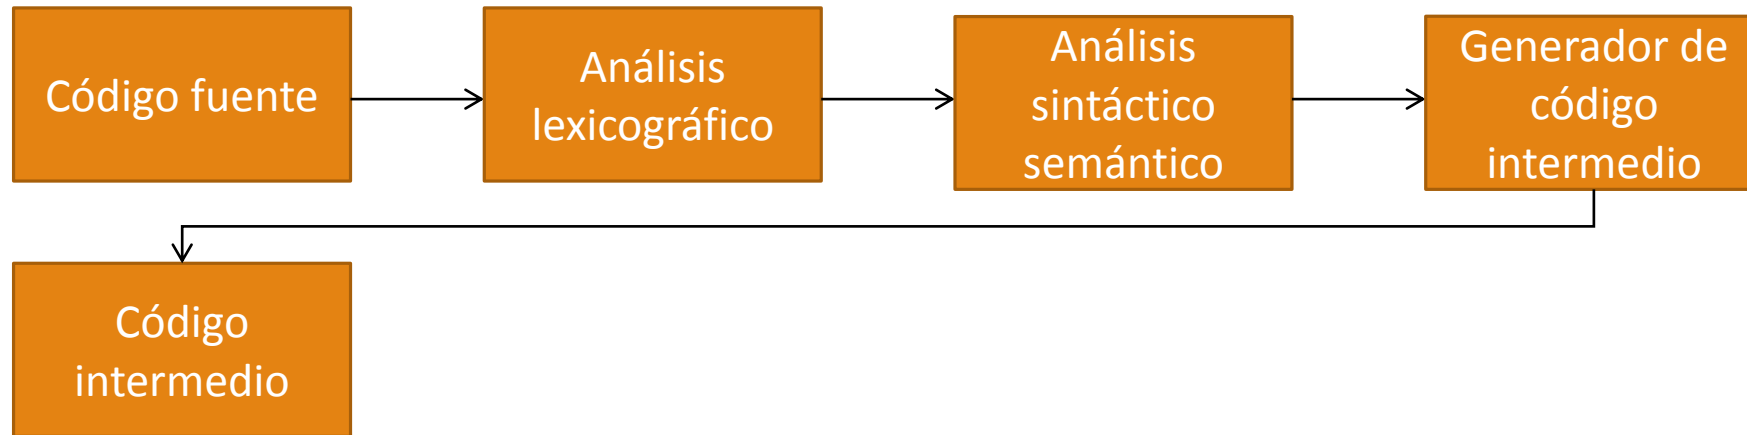 Código fuente
Análisis
lexicográfico
Análisis
sintáctico
semántico
Generador de
código
intermedio
Código
intermedio